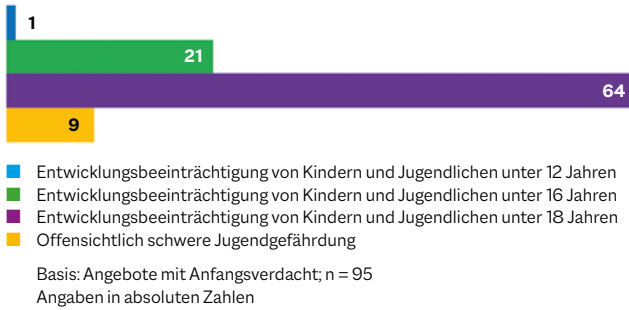 1
21
64
9
Entwicklungsbeeinträchtigung von Kindern und Jugendlichen unter 12 Jahren
Entwicklungsbeeinträchtigung von Kindern und Jugendlichen unter 16 Jahren
Entwicklungsbeeinträchtigung von Kindern und Jugendlichen unter 18 Jahren
Offensichtlich schwere Jugendgefährdung
Basis: Angebote mit Anfangsverdacht; n = 95
Angaben in absoluten Zahlen